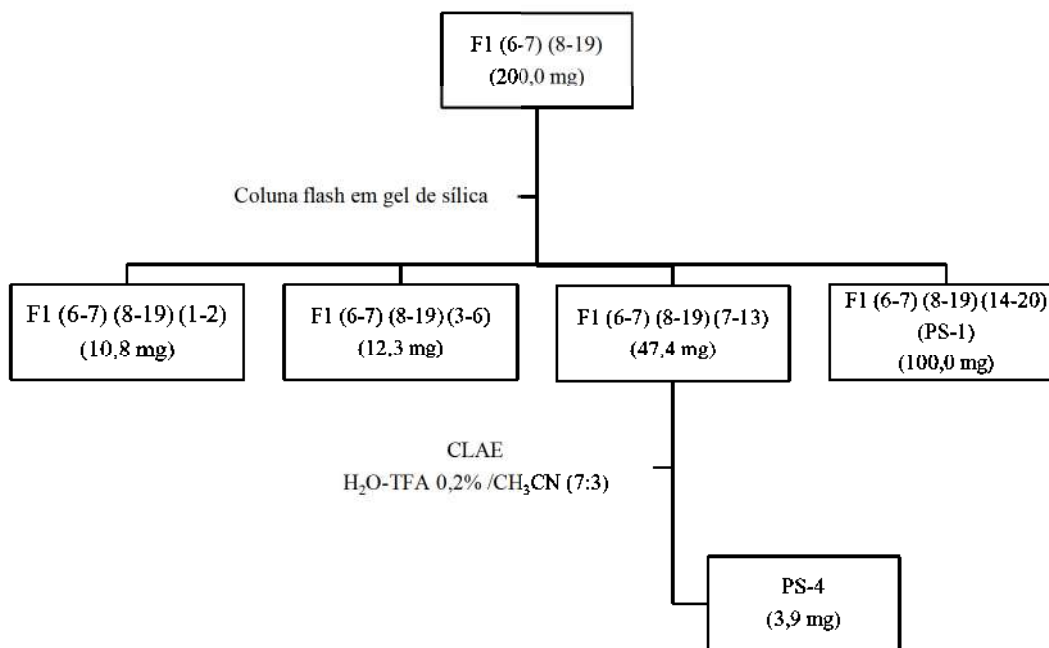 F1 (6-7) (8-19)
(200,0 mg)
Coluna flash em gel de sílica
F1 (6-7) (8-19) (1-2)
(10,8 mg)
F1 (6-7) (8-19) (3-6)
(12,3 mg)
F1 (6-7) (8-19) (7-13)
(47,4 mg)
F1 (6-7) (8-19) (14-20)
(PS-1)
(100,0 mg)
CLAE
H₂O-TFA 0,2% /CH₃CN (7:3)
PS-4
(3,9 mg)